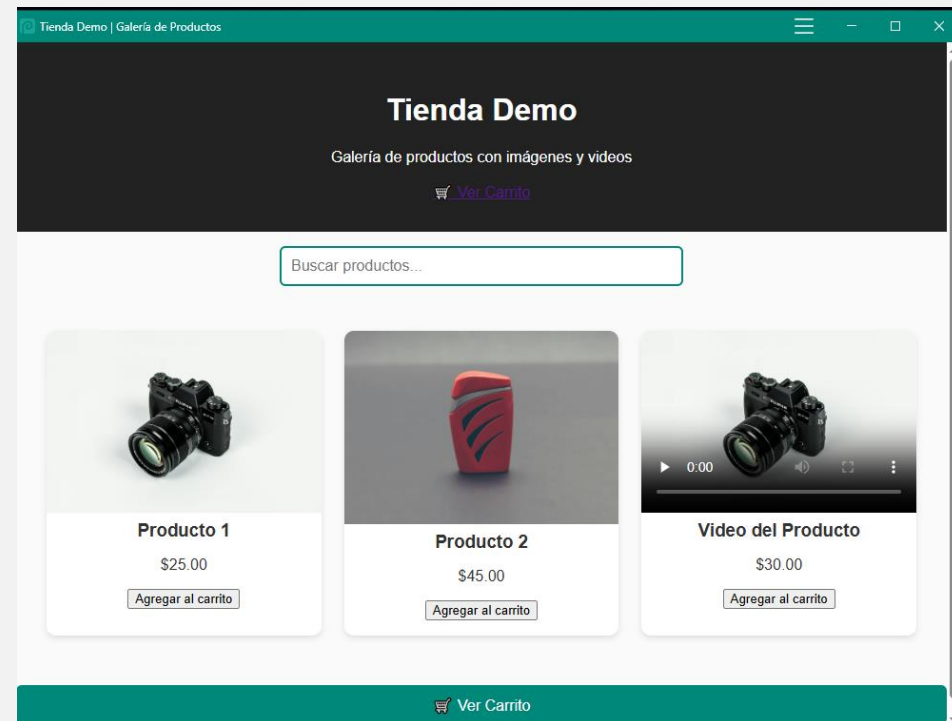 Tienda Demo | Galería de Productos
Tienda Demo
Galería de productos con imágenes y videos
🛒 Ver Carrito
Buscar productos...
Producto 1
$25.00
Agregar al carrito
Producto 2
$45.00
Agregar al carrito
0:00
Video del Producto
$30.00
Agregar al carrito
🛒 Ver Carrito